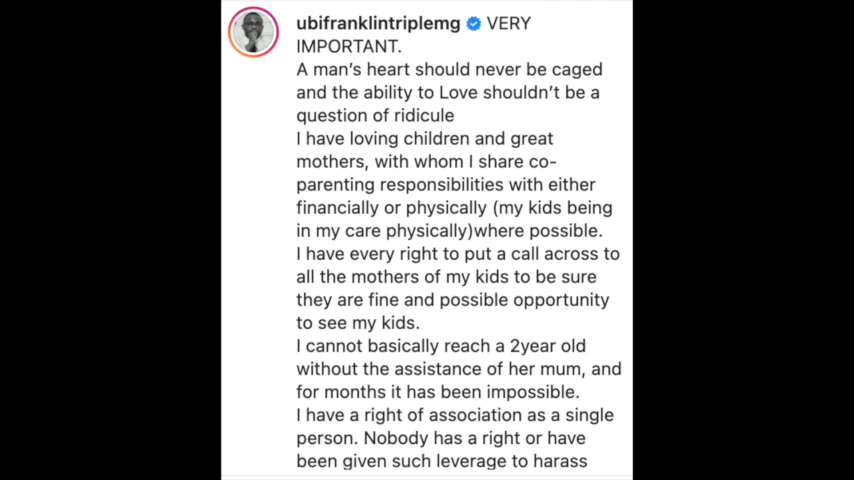 ubifranklintriplemg VERY
IMPORTANT.
A man's heart should never be caged
and the ability to Love shouldn't be a
question of ridicule
I have loving children and great
mothers, with whom I share co-
parenting responsibilities with either
financially or physically (my kids being
in my care physically)where possible.
I have every right to put a call across to
all the mothers of my kids to be sure
they are fine and possible opportunity
to see my kids.
I cannot basically reach a 2year old
without the assistance of her mum, and
for months it has been impossible.
I have a right of association as a single
person. Nobody has a right or have
been given such leverage to harass